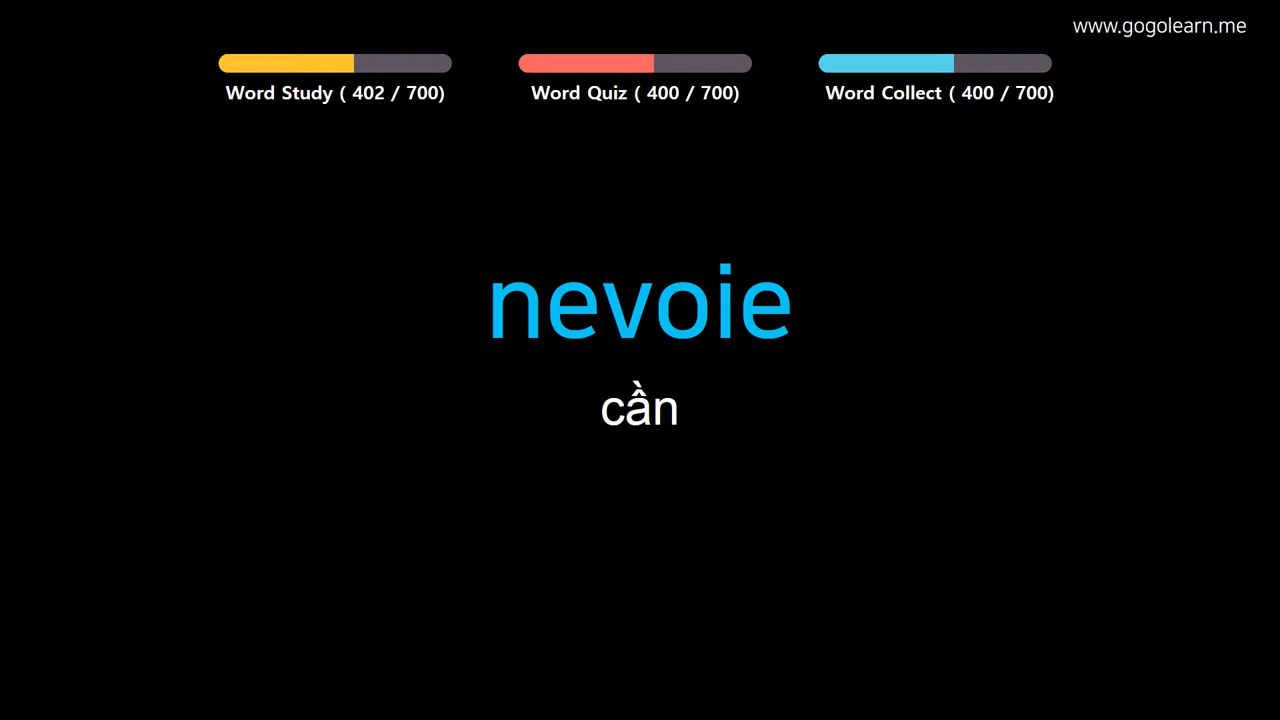 www.gogolearn.me
Word Study ( 402 / 700)
Word Quiz ( 400 / 700)
Word Collect ( 400 / 700)
nevoie
cần